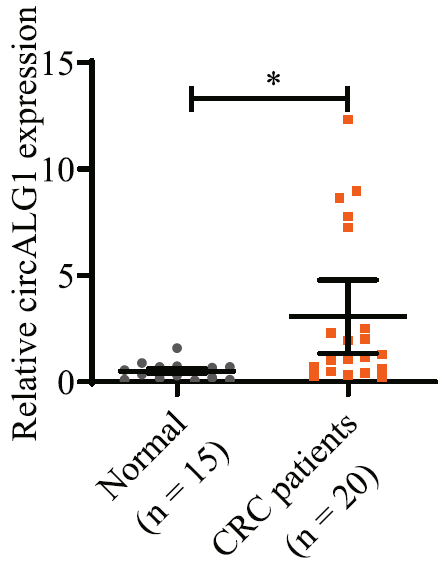 Relative circALG1 expression
15
10
5
0
*
Normal
(n = 15)
CRC patients
(n = 20)